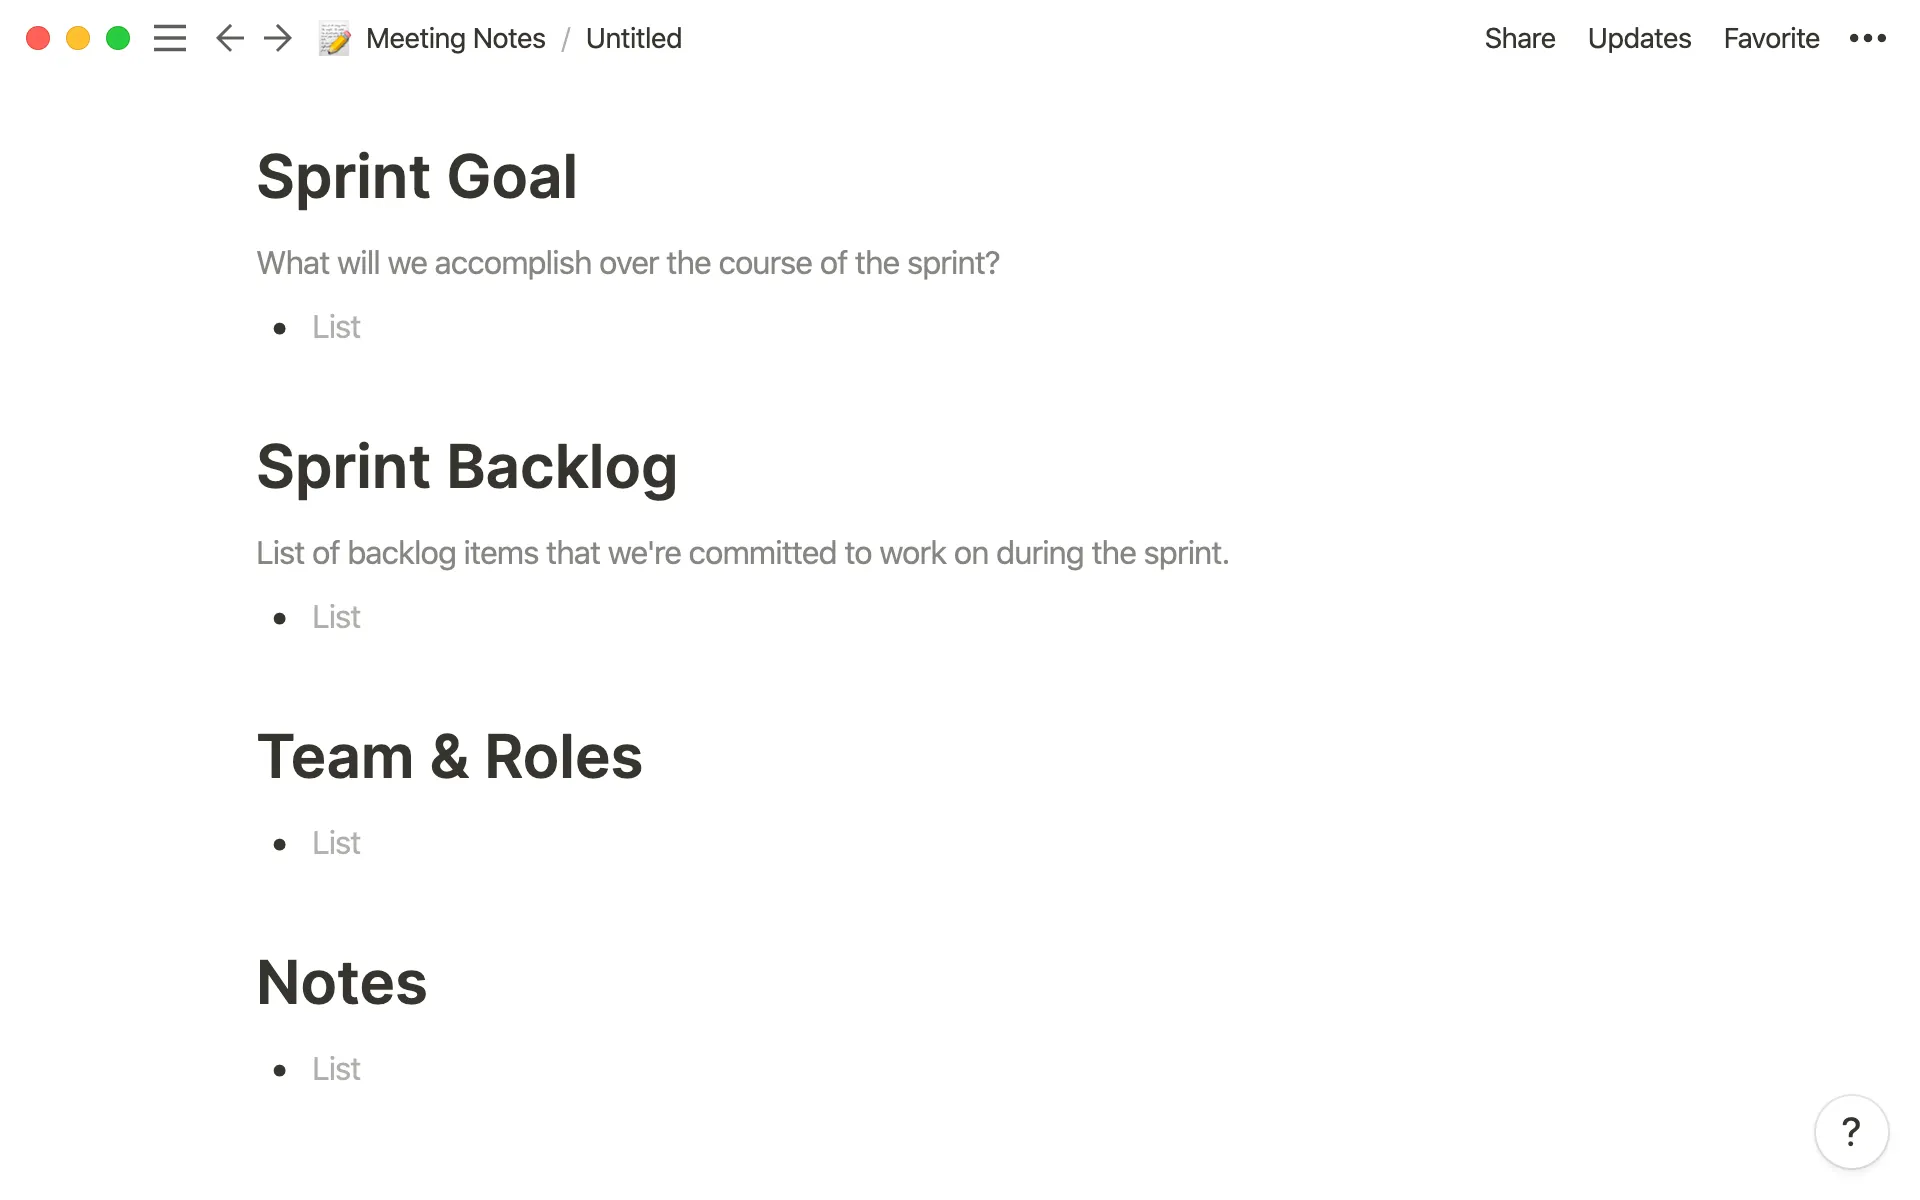 Meeting Notes / Untitled
Share Updates Favorite
Sprint Goal
What will we accomplish over the course of the sprint?
• List
Sprint Backlog
List of backlog items that we're committed to work on during the sprint.
• List
Team & Roles
• List
Notes
• List
?